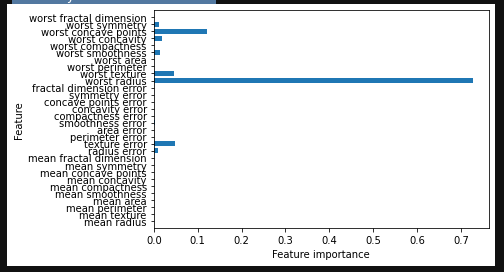 worst fractal dimension
worst symmetry
worst concave points
worst concavity
worst compactness
worst smoothness
worst area
worst perimeter
worst texture
worst radius
fractal dimension error
symmetry error
concave points error
concavity error
compactness error
smoothness error
area error
perimeter error
texture error
radius error
mean fractal dimension
mean symmetry
mean concave points
mean concavity
mean compactness
mean smoothness
mean area
mean perimeter
mean texture
mean radius
Feature
0.0 0.1 0.2 0.3 0.4 0.5 0.6 0.7
Feature importance